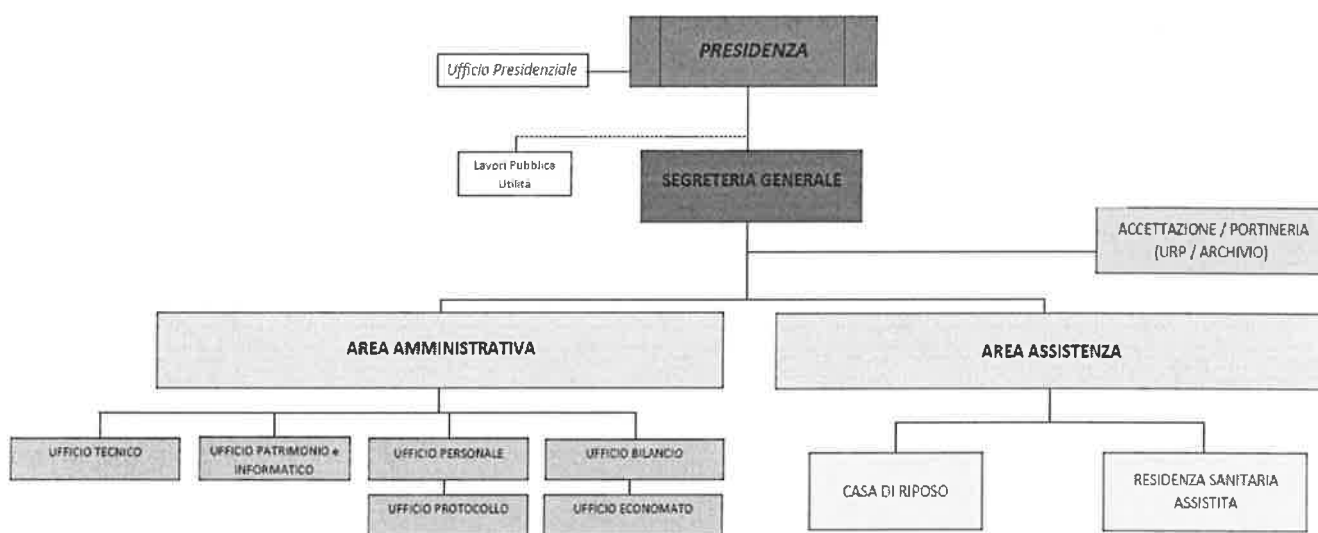 PRESIDENZA
Ufficio Presidenziale
Lavori Pubblica
Utilità
SEGRETERIA GENERALE
ACCETTAZIONE / PORTINERIA
(URP / ARCHIVIO)
AREA AMMINISTRATIVA
AREA ASSISTENZA
UFFICIO TECNICO
UFFICIO PATRIMONIO e
INFORMATICO
UFFICIO PERSONALE
UFFICIO BILANCIO
UFFICIO PROTOCOLLO
UFFICIO ECONOMATO
CASA DI RIPOSO
RESIDENZA SANITARIA
ASSISTITA